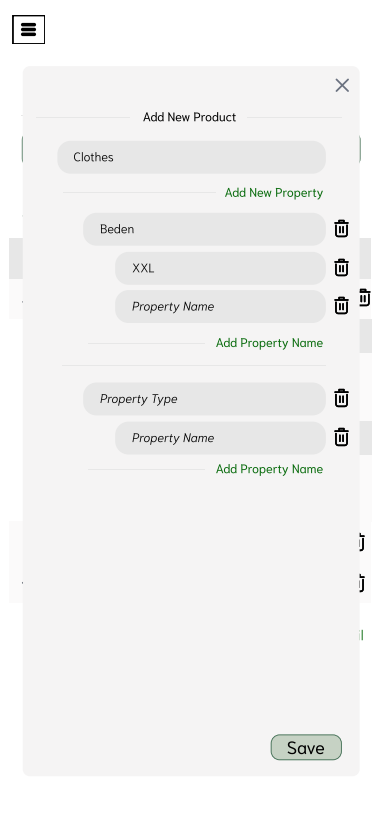 Add New Product
Clothes
Add New Property
Beden
XXL
Property Name
Add Property Name
Property Type
Property Name
Add Property Name
Save